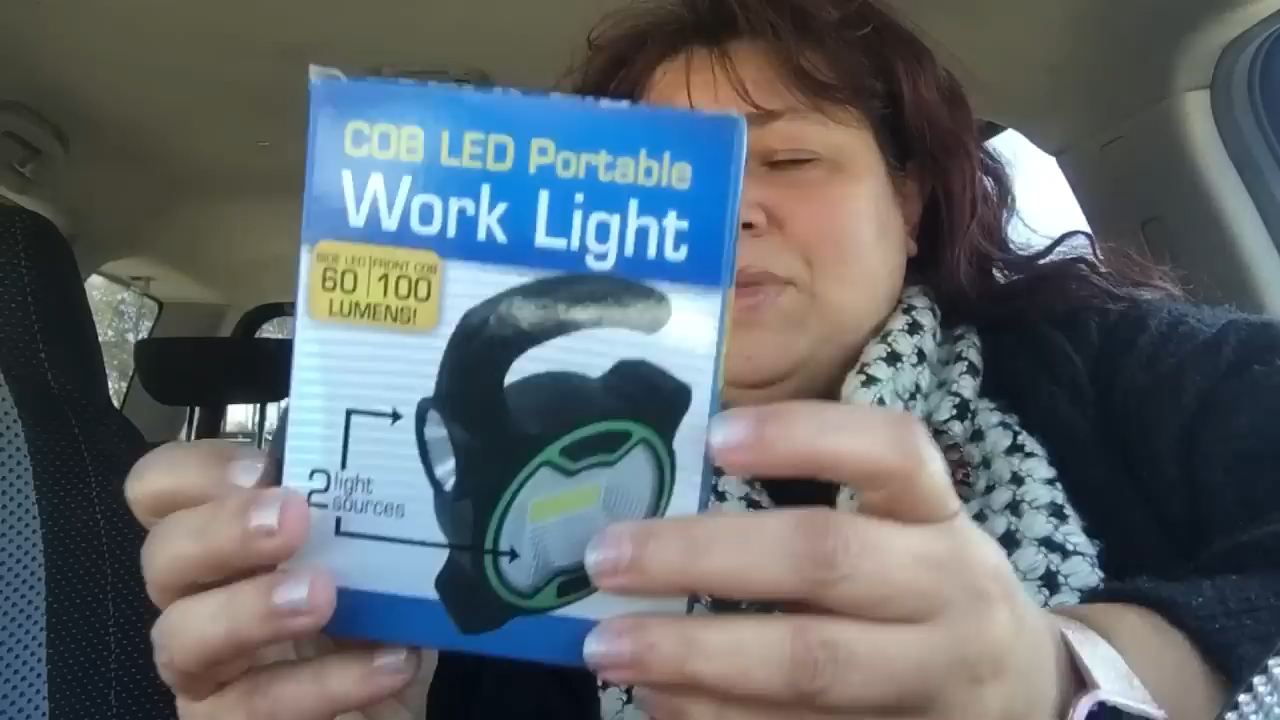 COB LED Portable
Work Light
SIDE LED FRONT COB
60 100
LUMENS!
2 light
sources